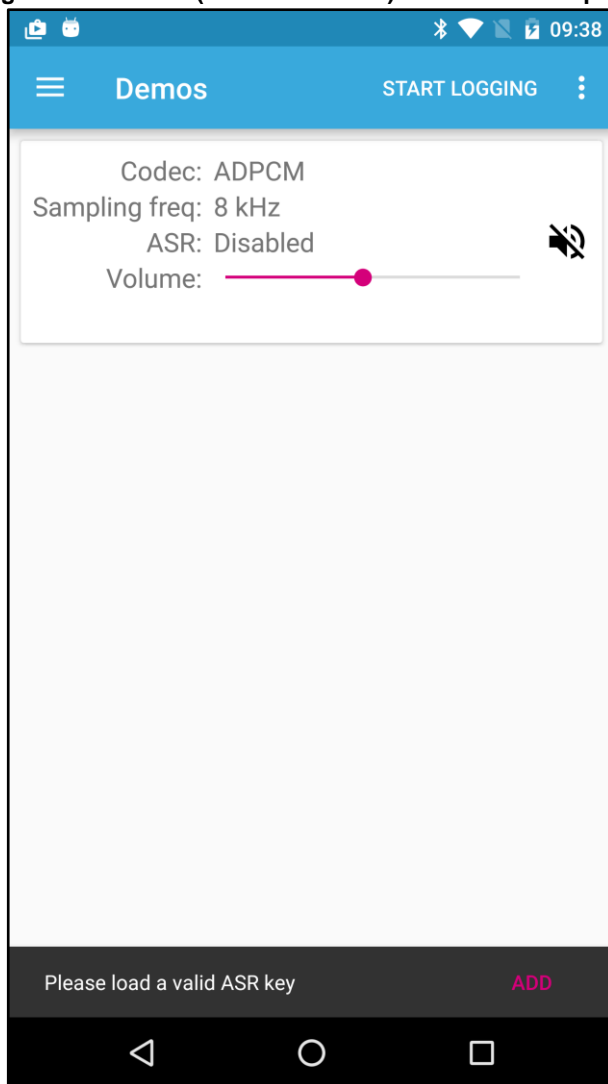 09:38
Demos START LOGGING
Codec: ADPCM
Sampling freq: 8 kHz
ASR: Disabled
Volume:
Please load a valid ASR key ADD